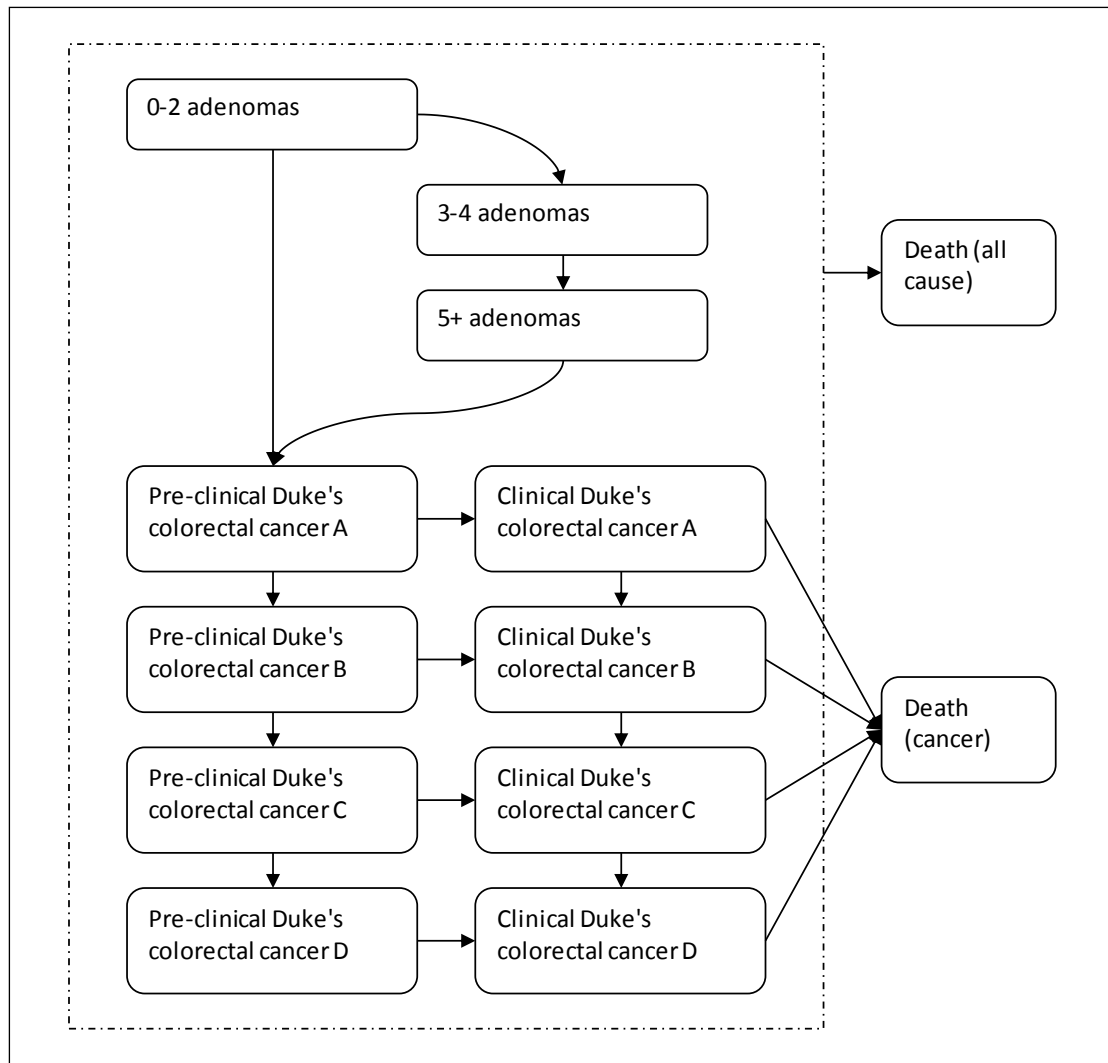 0-2 adenomas
3-4 adenomas
5+ adenomas
Death (all
cause)
Pre-clinical Duke's
colorectal cancer A
Clinical Duke's
colorectal cancer A
Pre-clinical Duke's
colorectal cancer B
Clinical Duke's
colorectal cancer B
Death
(cancer)
Pre-clinical Duke's
colorectal cancer C
Clinical Duke's
colorectal cancer C
Pre-clinical Duke's
colorectal cancer D
Clinical Duke's
colorectal cancer D